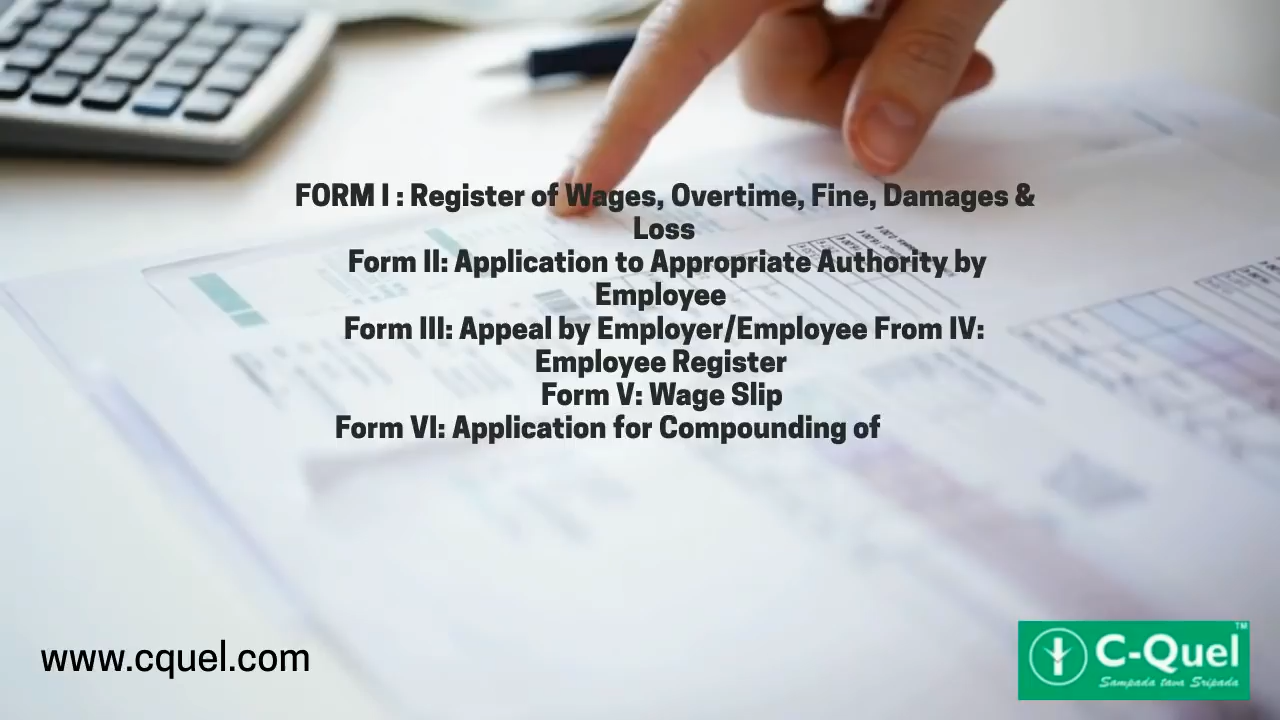 FORM I : Register of Wages, Overtime, Fine, Damages &
Loss
Form II: Application to Appropriate Authority by
Employee
Form III: Appeal by Employer/Employee From IV:
Employee Register
Form V: Wage Slip
Form VI: Application for Compounding of
www.cquel.com
C-Quel TM
Sampada tava Sripada